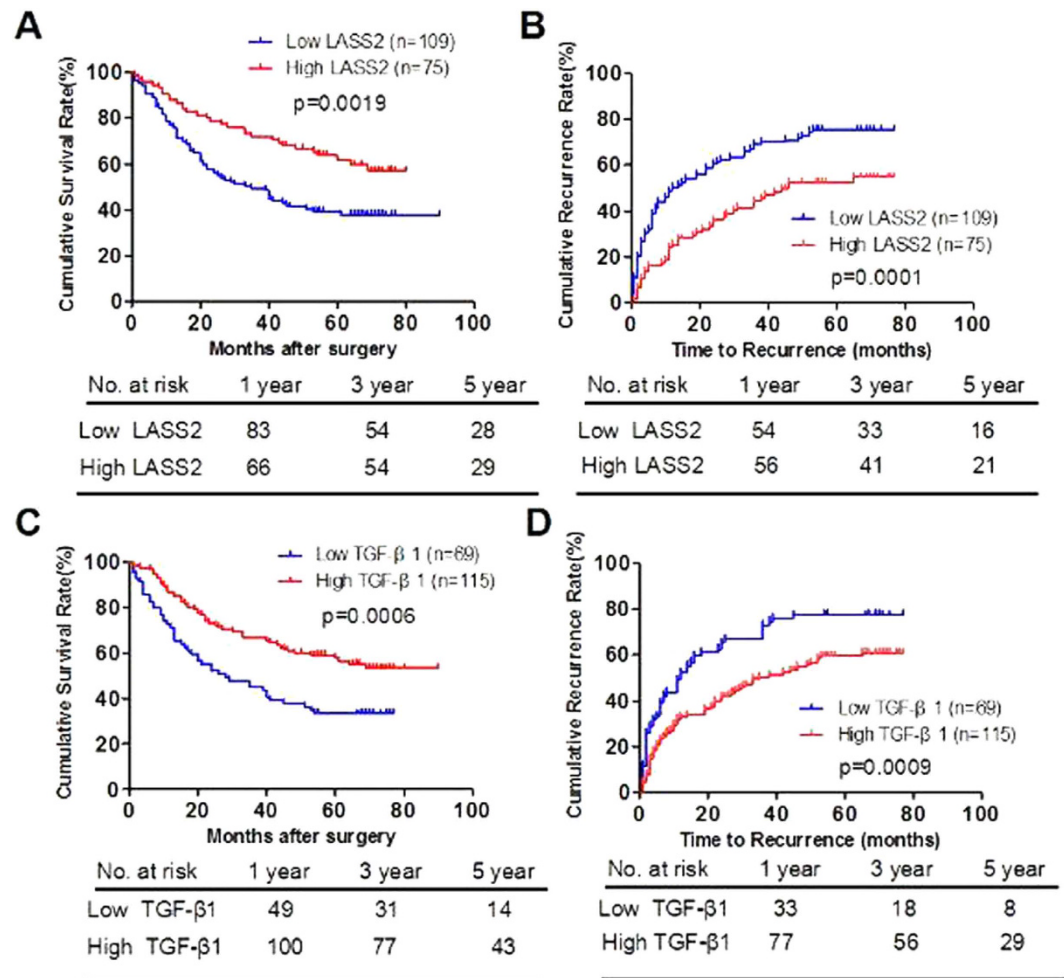 A
Low LASS2 (n=109)
High LASS2 (n=75)
p=0.0019
Cumulative Survival Rate(%)
100
80
60
40
20
0
0 20 40 60 80 100
Months after surgery
No. at risk 1 year 3 year 5 year
Low LASS2 83 54 28
High LASS2 66 54 29
B
Cumulative Recurrence Rate(%)
100
80
60
40
20
0
Low LASS2 (n=109)
High LASS2 (n=75)
p=0.0001
0 20 40 60 80 100
Time to Recurrence (months)
No. at risk 1 year 3 year 5 year
Low LASS2 54 33 16
High LASS2 56 41 21
C
Low TGF-β 1 (n=69)
High TGF-β 1 (n=115)
p=0.0006
Cumulative Survival Rate(%)
100
80
60
40
20
0
0 20 40 60 80 100
Months after surgery
No. at risk 1 year 3 year 5 year
Low TGF-β1 49 31 14
High TGF-β1 100 77 43
D
Cumulative Recurrence Rate(%)
100
80
60
40
20
0
Low TGF-β 1 (n=69)
High TGF-β 1 (n=115)
p=0.0009
0 20 40 60 80 100
Time to Recurrence (months)
No. at risk 1 year 3 year 5 year
Low TGF-β1 33 18 8
High TGF-β1 77 56 29